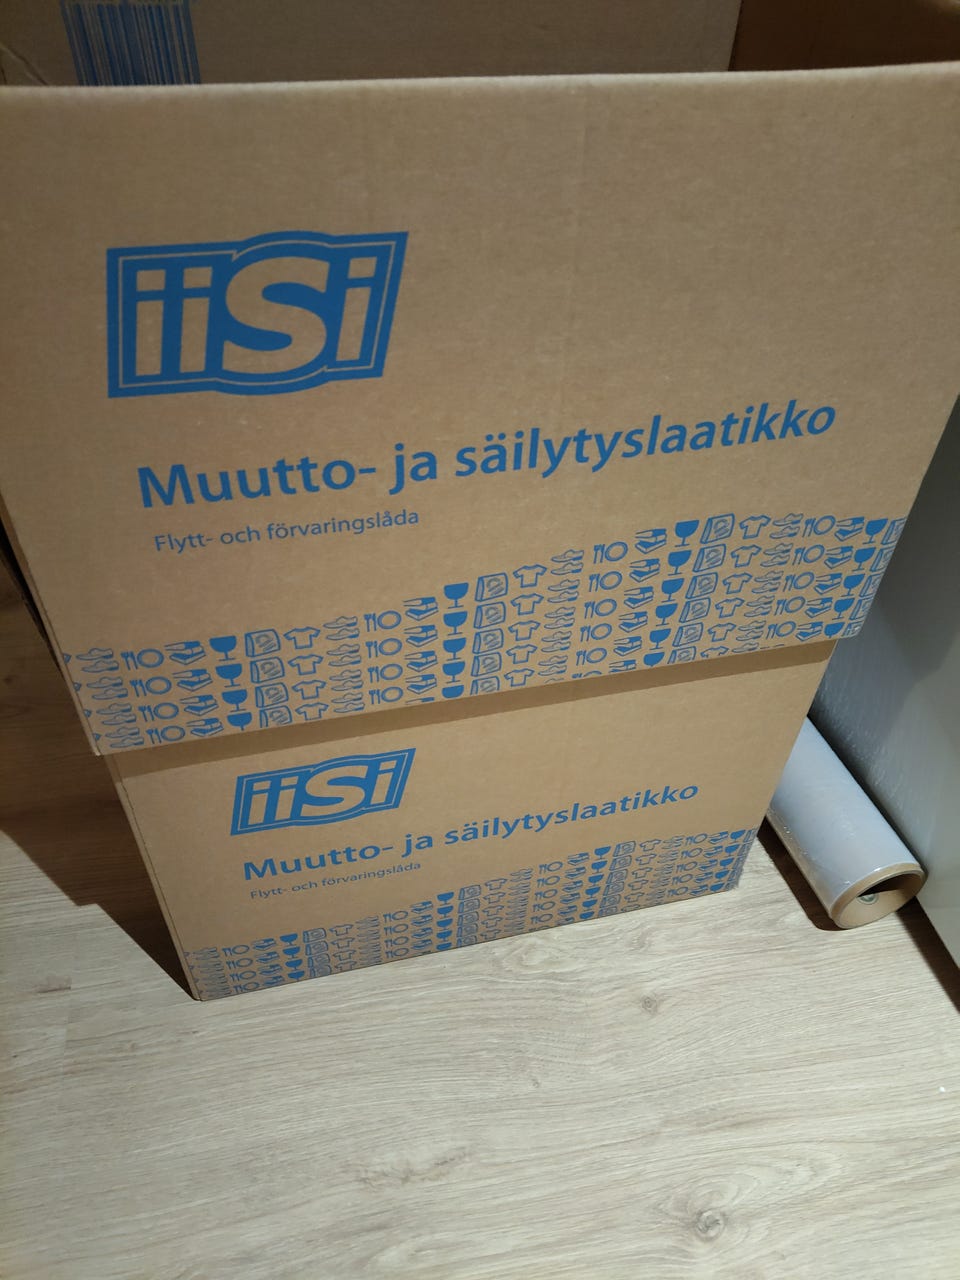 iiSi
Muutto- ja säilytyslaatikko
Flytt- och förvaringslåda
iiSi
Muutto- ja säilytyslaatikko
Flytt- och förvaringslåda